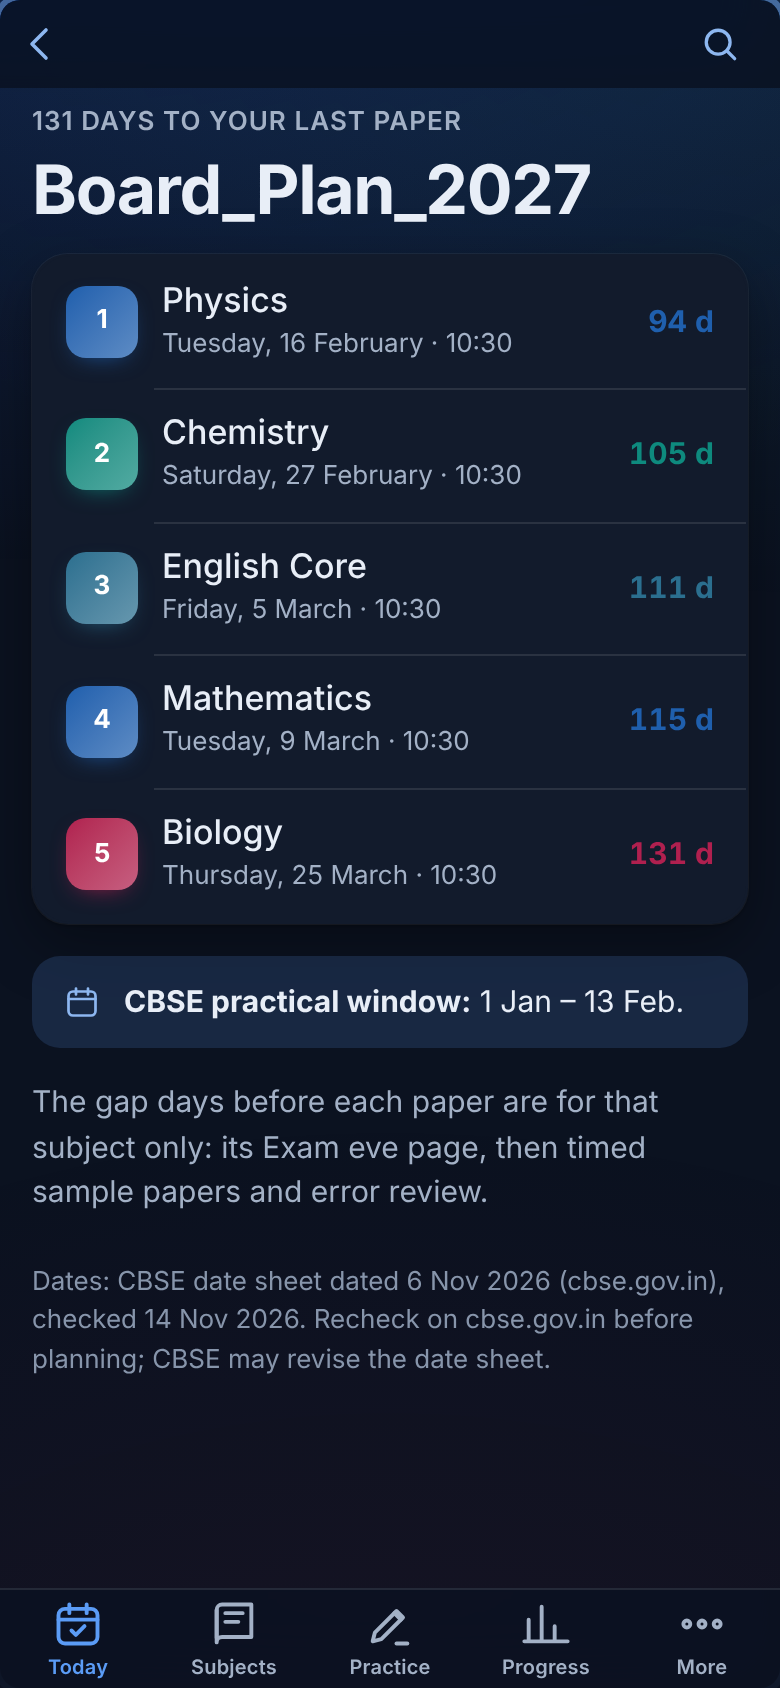 131 DAYS TO YOUR LAST PAPER
Board_Plan_2027
1
Physics
Tuesday, 16 February · 10:30
94 d
2
Chemistry
Saturday, 27 February · 10:30
105 d
3
English Core
Friday, 5 March · 10:30
111 d
4
Mathematics
Tuesday, 9 March · 10:30
115 d
5
Biology
Thursday, 25 March · 10:30
131 d
CBSE practical window: 1 Jan – 13 Feb.
The gap days before each paper are for that
subject only: its Exam eve page, then timed
sample papers and error review.
Dates: CBSE date sheet dated 6 Nov 2026 (cbse.gov.in),
checked 14 Nov 2026. Recheck on cbse.gov.in before
planning; CBSE may revise the date sheet.
Today
Subjects
Practice
Progress
More